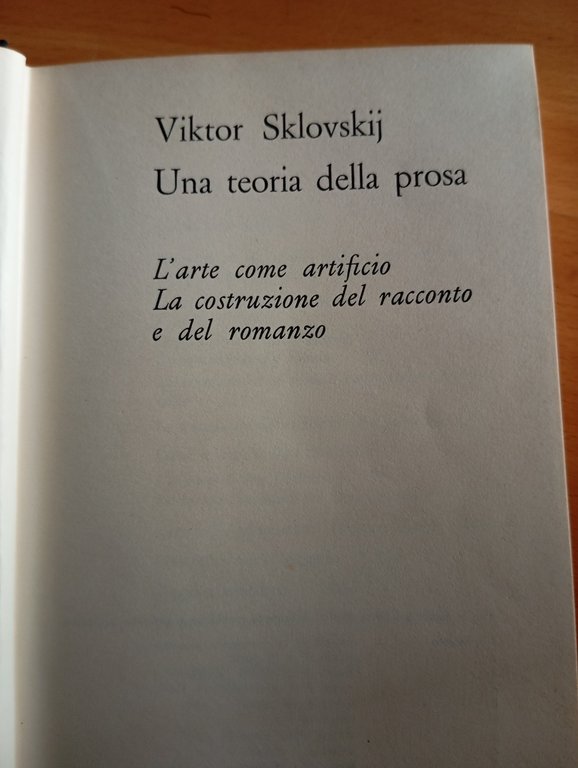 Viktor Sklovskij
Una teoria della prosa
L'arte come artificio
La costruzione del racconto
e del romanzo